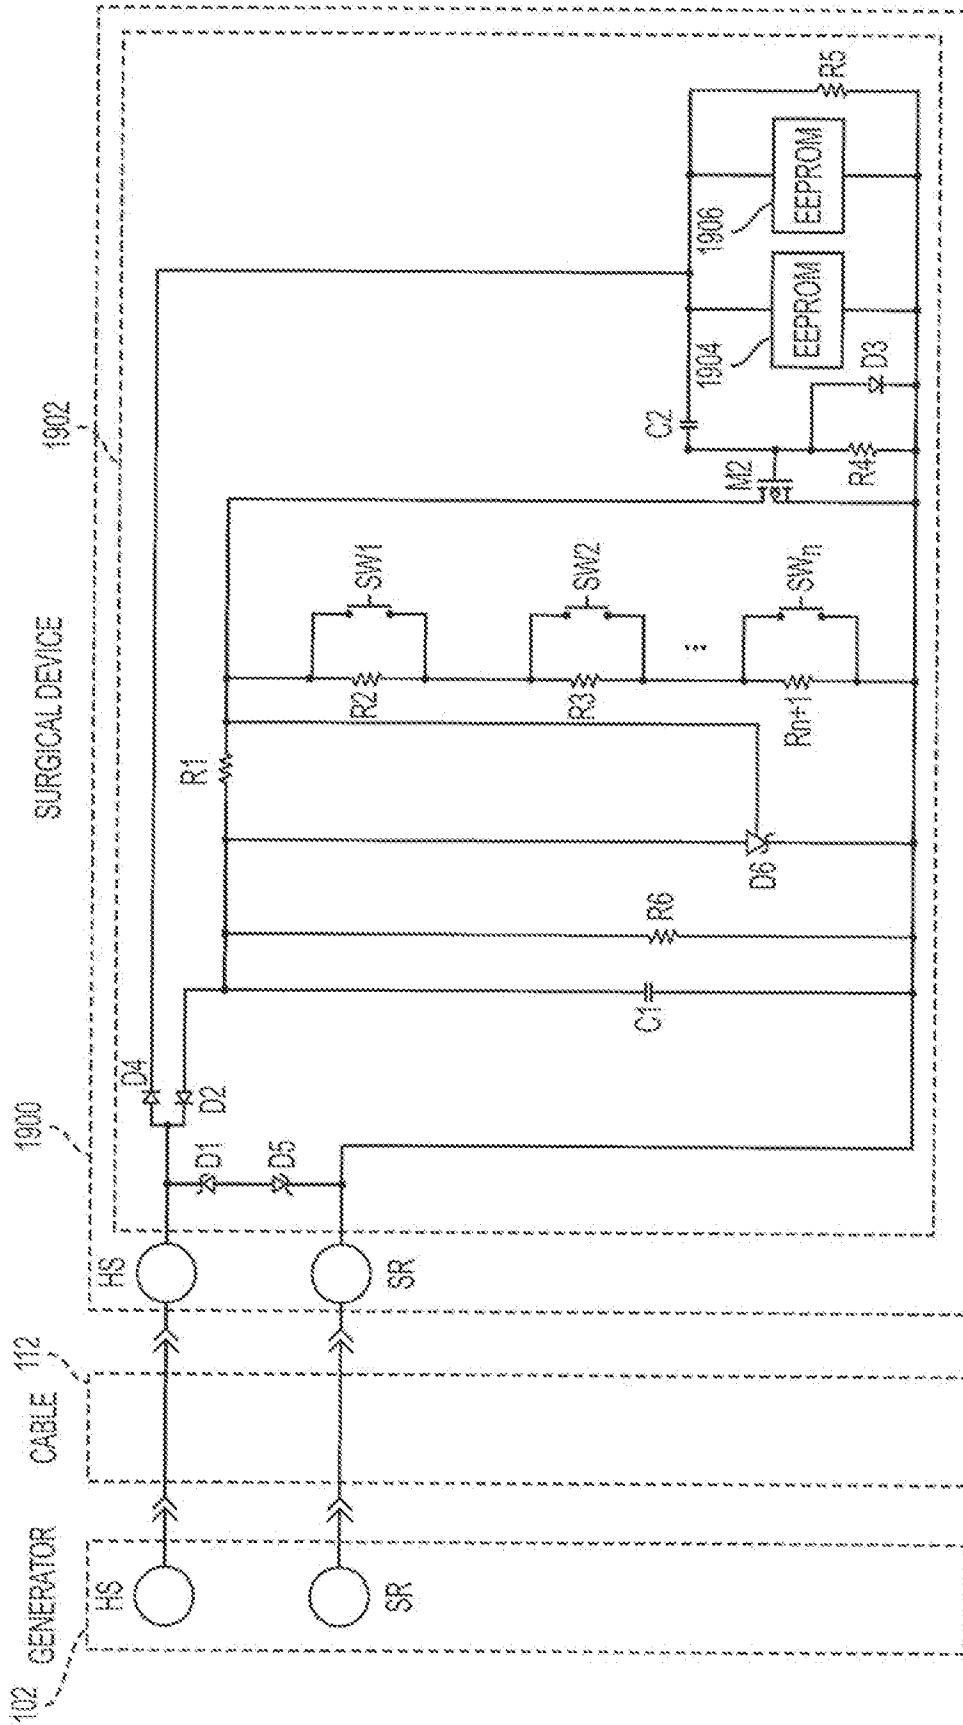 102
GENERATOR
HS
SR
CABLE
112
SURGICAL DEVICE
1900
1902
HS
SR
D1
D5
D4
D2
C1
R6
D6
R1
R2
SW1
R3
SW2
...
Rn+1
SWn
M2
C2
R4
D3
1904
EEPROM
1906
EEPROM
R5